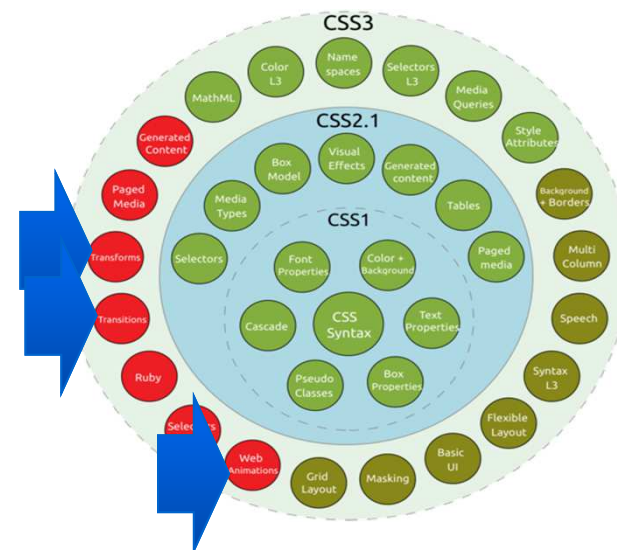 CSS3
Name
spaces
Color
L3
Selectors
L3
MathML
Media
Queries
Generated
Content
Style
Attributes
Paged
Media
Background
+ Borders
Transforms
Multi
Column
Transitions
Speech
Ruby
Syntax
L3
Selectors
Flexible
Layout
Web
Animations
Basic
UI
Grid
Layout
Masking
CSS2.1
Visual
Effects
Box
Model
Generated
content
Media
Types
Tables
Selectors
Paged
media
CSS1
Font
Properties
Color +
Background
Cascade
CSS
Syntax
Text
Properties
Pseudo
Classes
Box
Properties